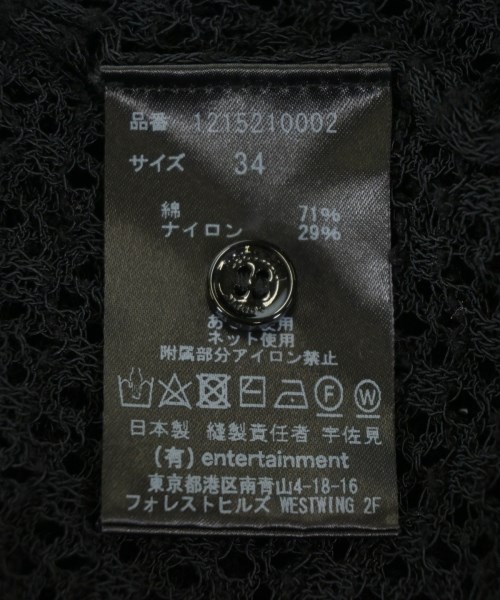 品番 1215210002
サイズ 34
綿 71%
ナイロン 29%
使用
ネット使用
附属部分アイロン禁止
F W
日本製 縫製責任者 宇佐見
(有) entertainment
東京都港区南青山4-18-16
フォレストヒルズ WESTWING 2F